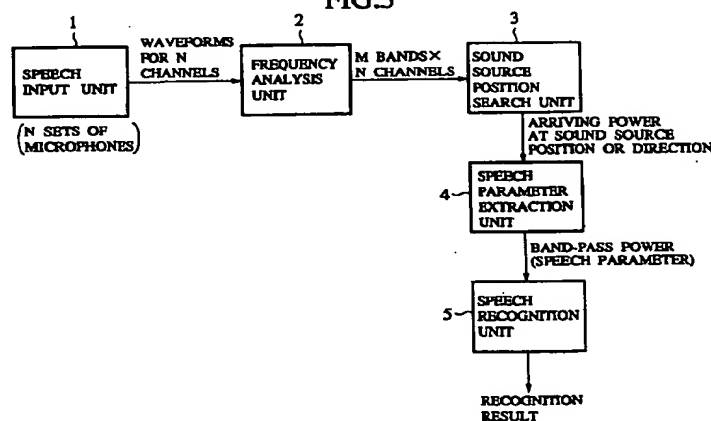 FIG.3
1
SPEECH
INPUT UNIT
(N SETS OF
MICROPHONES)
WAVEFORMS
FOR N
CHANNELS
2
FREQUENCY
ANALYSIS
UNIT
M BANDS×
N CHANNELS
3
SOUND
SOURCE
POSITION
SEARCH UNIT
ARRIVING POWER
AT SOUND SOURCE
POSITION OR DIRECTION
4
SPEECH
PARAMETER
EXTRACTION
UNIT
BAND-PASS POWER
(SPEECH PARAMETER)
5
SPEECH
RECOGNITION
UNIT
RECOGNITION
RESULT